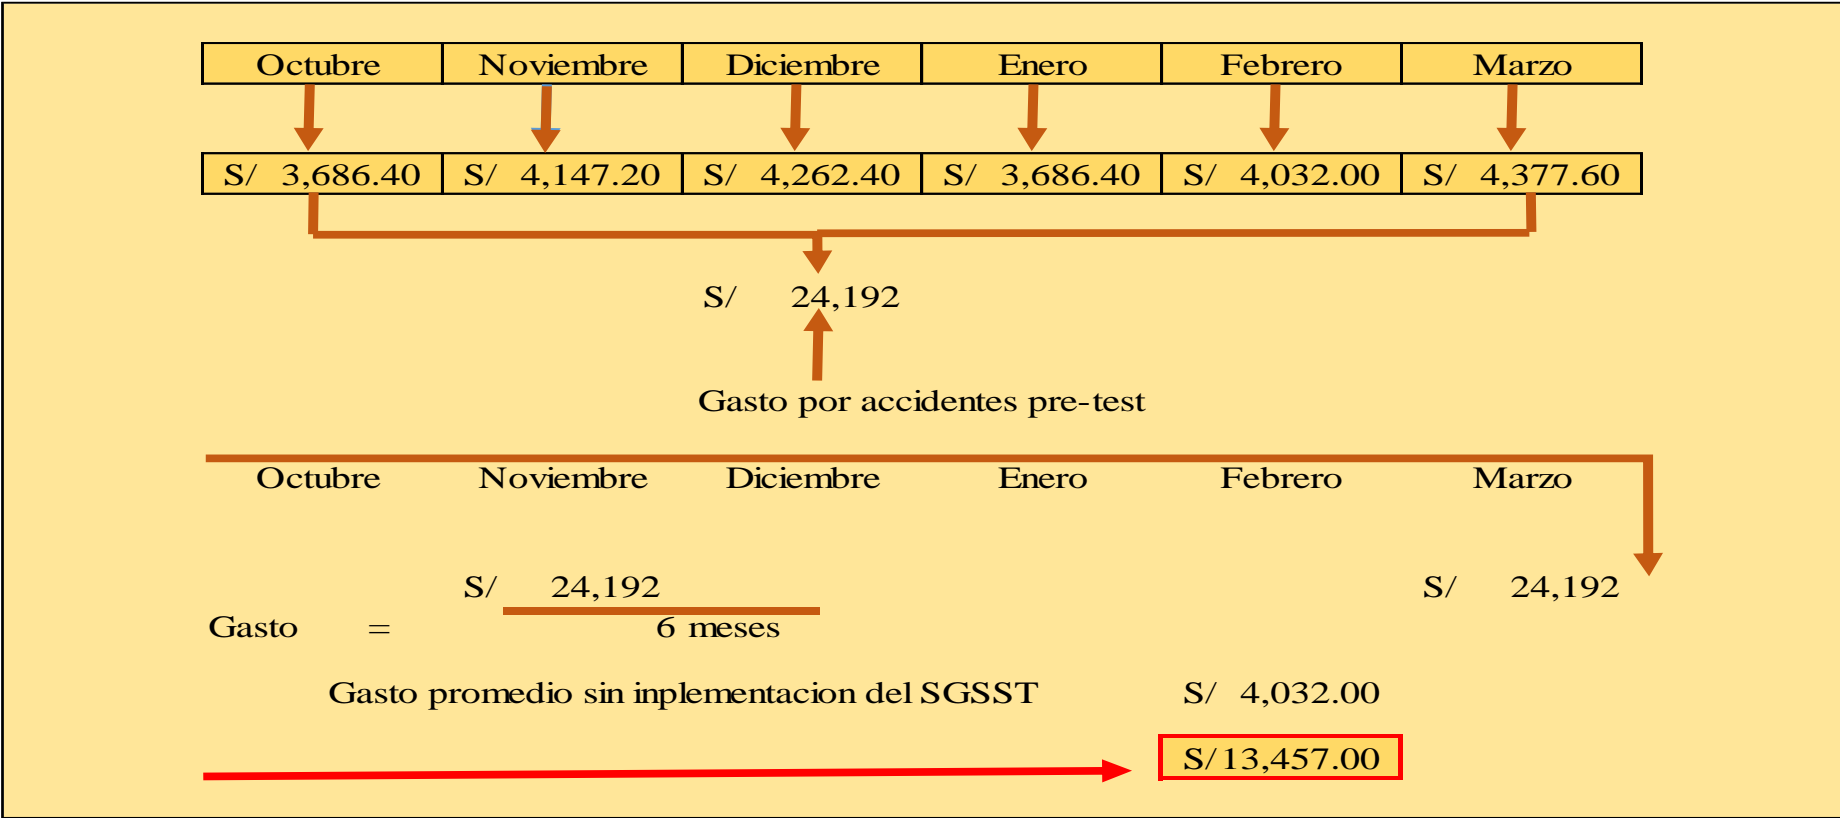 Octubre Noviembre Diciembre Enero Febrero Marzo
S/ 3,686.40 S/ 4,147.20 S/ 4,262.40 S/ 3,686.40 S/ 4,032.00 S/ 4,377.60
S/ 24,192
Gasto por accidentes pre-test
Octubre Noviembre Diciembre Enero Febrero Marzo
S/ 24,192 S/ 24,192
Gasto = 6 meses
Gasto promedio sin inplementacion del SGSST S/ 4,032.00
S/13,457.00